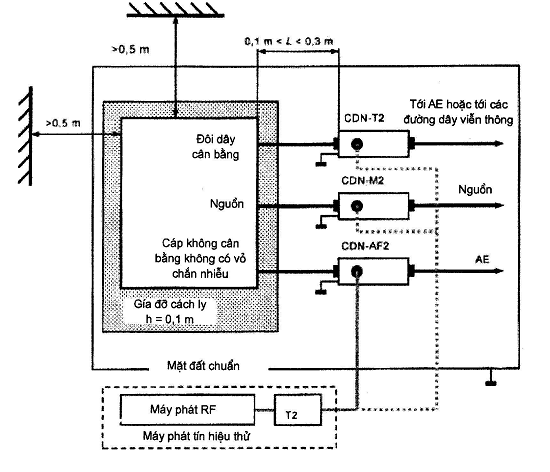 >0,5 m
0,1 m < L < 0,3 m
>0.5 m
CDN-T2
Tới AE hoặc tới các
đường dây viễn thông
Đôi dây
cân bằng
CDN-M2
Nguồn
Nguồn
CDN-AF2
Cáp không cân
bằng không có vỏ
chắn nhiễu
AE
Gía đỡ cách ly
h = 0,1 m
Mặt đất chuẩn
Máy phát RF
T2
Máy phát tín hiệu thử